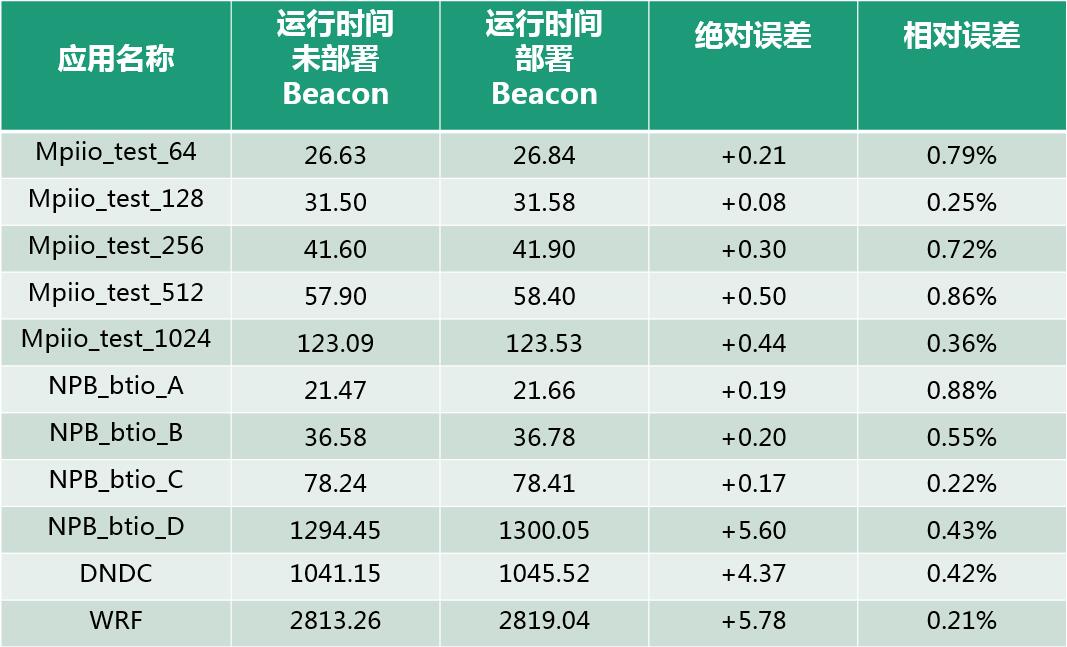 应用名称 运行时间 未部署 Beacon 运行时间 部署 Beacon 绝对误差 相对误差
Mpiio_test_64 26.63 26.84 +0.21 0.79%
Mpiio_test_128 31.50 31.58 +0.08 0.25%
Mpiio_test_256 41.60 41.90 +0.30 0.72%
Mpiio_test_512 57.90 58.40 +0.50 0.86%
Mpiio_test_1024 123.09 123.53 +0.44 0.36%
NPB_btio_A 21.47 21.66 +0.19 0.88%
NPB_btio_B 36.58 36.78 +0.20 0.55%
NPB_btio_C 78.24 78.41 +0.17 0.22%
NPB_btio_D 1294.45 1300.05 +5.60 0.43%
DNDC 1041.15 1045.52 +4.37 0.42%
WRF 2813.26 2819.04 +5.78 0.21%